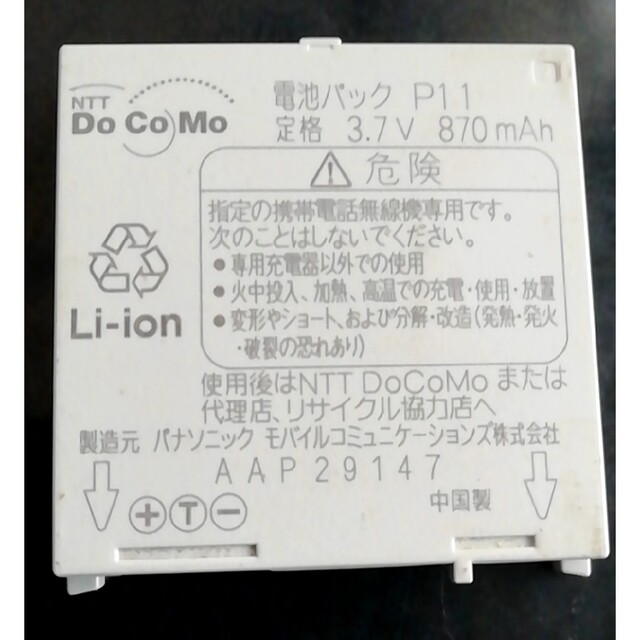 NTT
DoCoMo
電池パック P11
定格 3.7V 870mAh
危険
指定の携帯電話無線機専用です。
次のことはしないでください。
● 専用充電器以外での使用
● 火中投入、加熱、高温での充電・使用・放置
● 変形やショート、および分解・改造(発熱・発火
・破裂の恐れあり)
Li-ion
使用後はNTT DoCoMoまたは
代理店、リサイクル協力店へ
製造元 パナソニック モバイルコミュニケーションズ株式会社
AAP29147
中国製
+ T −